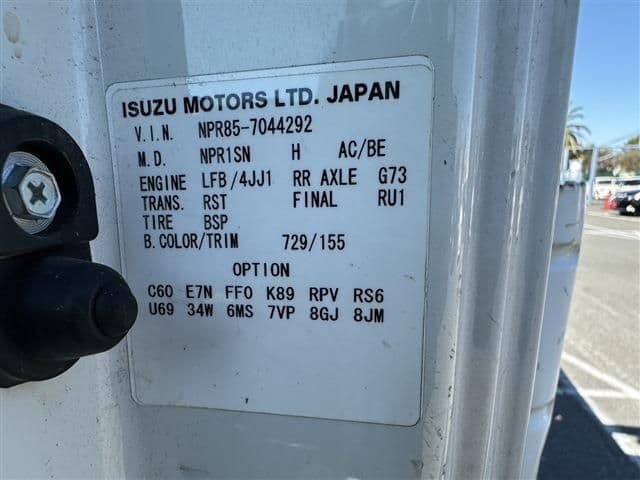 ISUZU MOTORS LTD. JAPAN
V.I.N. NPR85-7044292
M.D. NPR1SN H AC/BE
ENGINE LFB/4JJ1 RR AXLE G73
TRANS. RST FINAL RU1
TIRE BSP
B.COLOR/TRIM 729/155
OPTION
C60 E7N FF0 K89 RPV RS6
U69 34W 6MS 7VP 8GJ 8JM